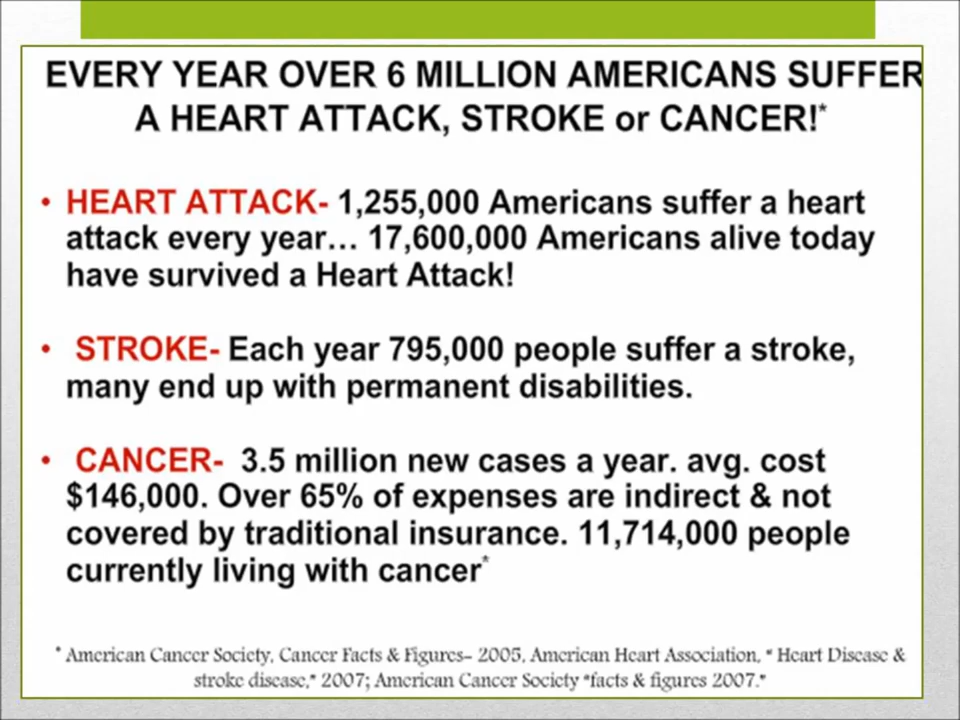 EVERY YEAR OVER 6 MILLION AMERICANS SUFFER
A HEART ATTACK, STROKE or CANCER!*
• HEART ATTACK- 1,255,000 Americans suffer a heart
attack every year... 17,600,000 Americans alive today
have survived a Heart Attack!
• STROKE- Each year 795,000 people suffer a stroke,
many end up with permanent disabilities.
• CANCER- 3.5 million new cases a year. avg. cost
$146,000. Over 65% of expenses are indirect & not
covered by traditional insurance. 11,714,000 people
currently living with cancer*
* American Cancer Society, Cancer Facts & Figures- 2005, American Heart Association, " Heart Disease &
stroke disease," 2007; American Cancer Society "facts & figures 2007."